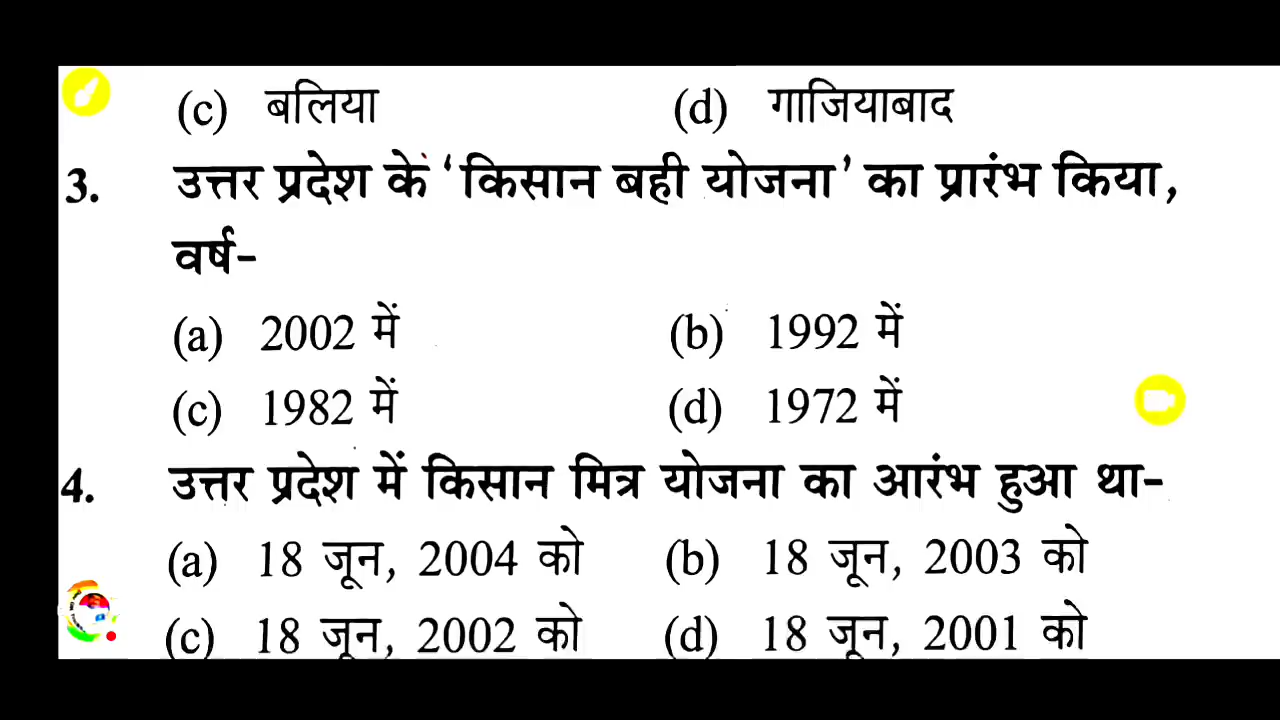 (c) बलिया (d) गाजियाबाद
3. उत्तर प्रदेश के 'किसान बही योजना' का प्रारंभ किया,
वर्ष-
(a) 2002 में (b) 1992 में
(c) 1982 में (d) 1972 में
4. उत्तर प्रदेश में किसान मित्र योजना का आरंभ हुआ था-
(a) 18 जून, 2004 को (b) 18 जून, 2003 को
(c) 18 जून, 2002 को (d) 18 जून, 2001 को